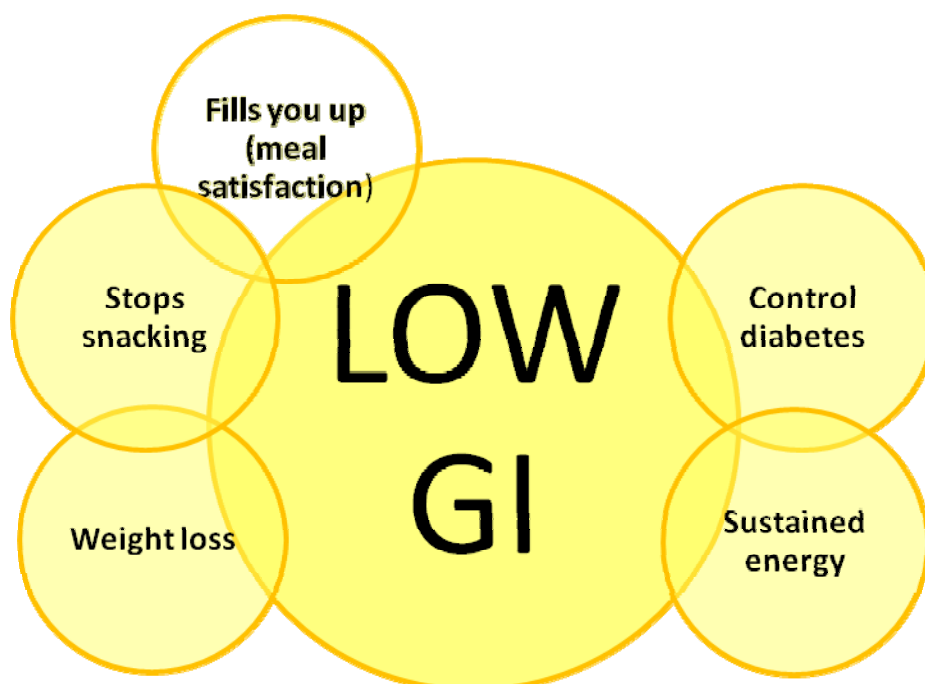 Fills you up
(meal
satisfaction)
Stops
snacking
Weight loss
LOW
GI
Control
diabetes
Sustained
energy